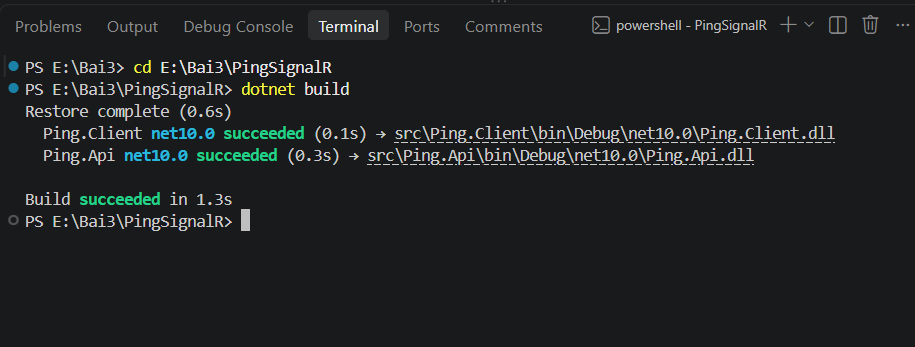 Problems Output Debug Console Terminal Ports Comments powershell - PingSignalR
PS E:\Bai3> cd E:\Bai3\PingSignalR
PS E:\Bai3\PingSignalR> dotnet build
Restore complete (0.6s)
Ping.Client net10.0 succeeded (0.1s) → src\Ping.Client\bin\Debug\net10.0\Ping.Client.dll
Ping.Api net10.0 succeeded (0.3s) → src\Ping.Api\bin\Debug\net10.0\Ping.Api.dll
Build succeeded in 1.3s
PS E:\Bai3\PingSignalR>